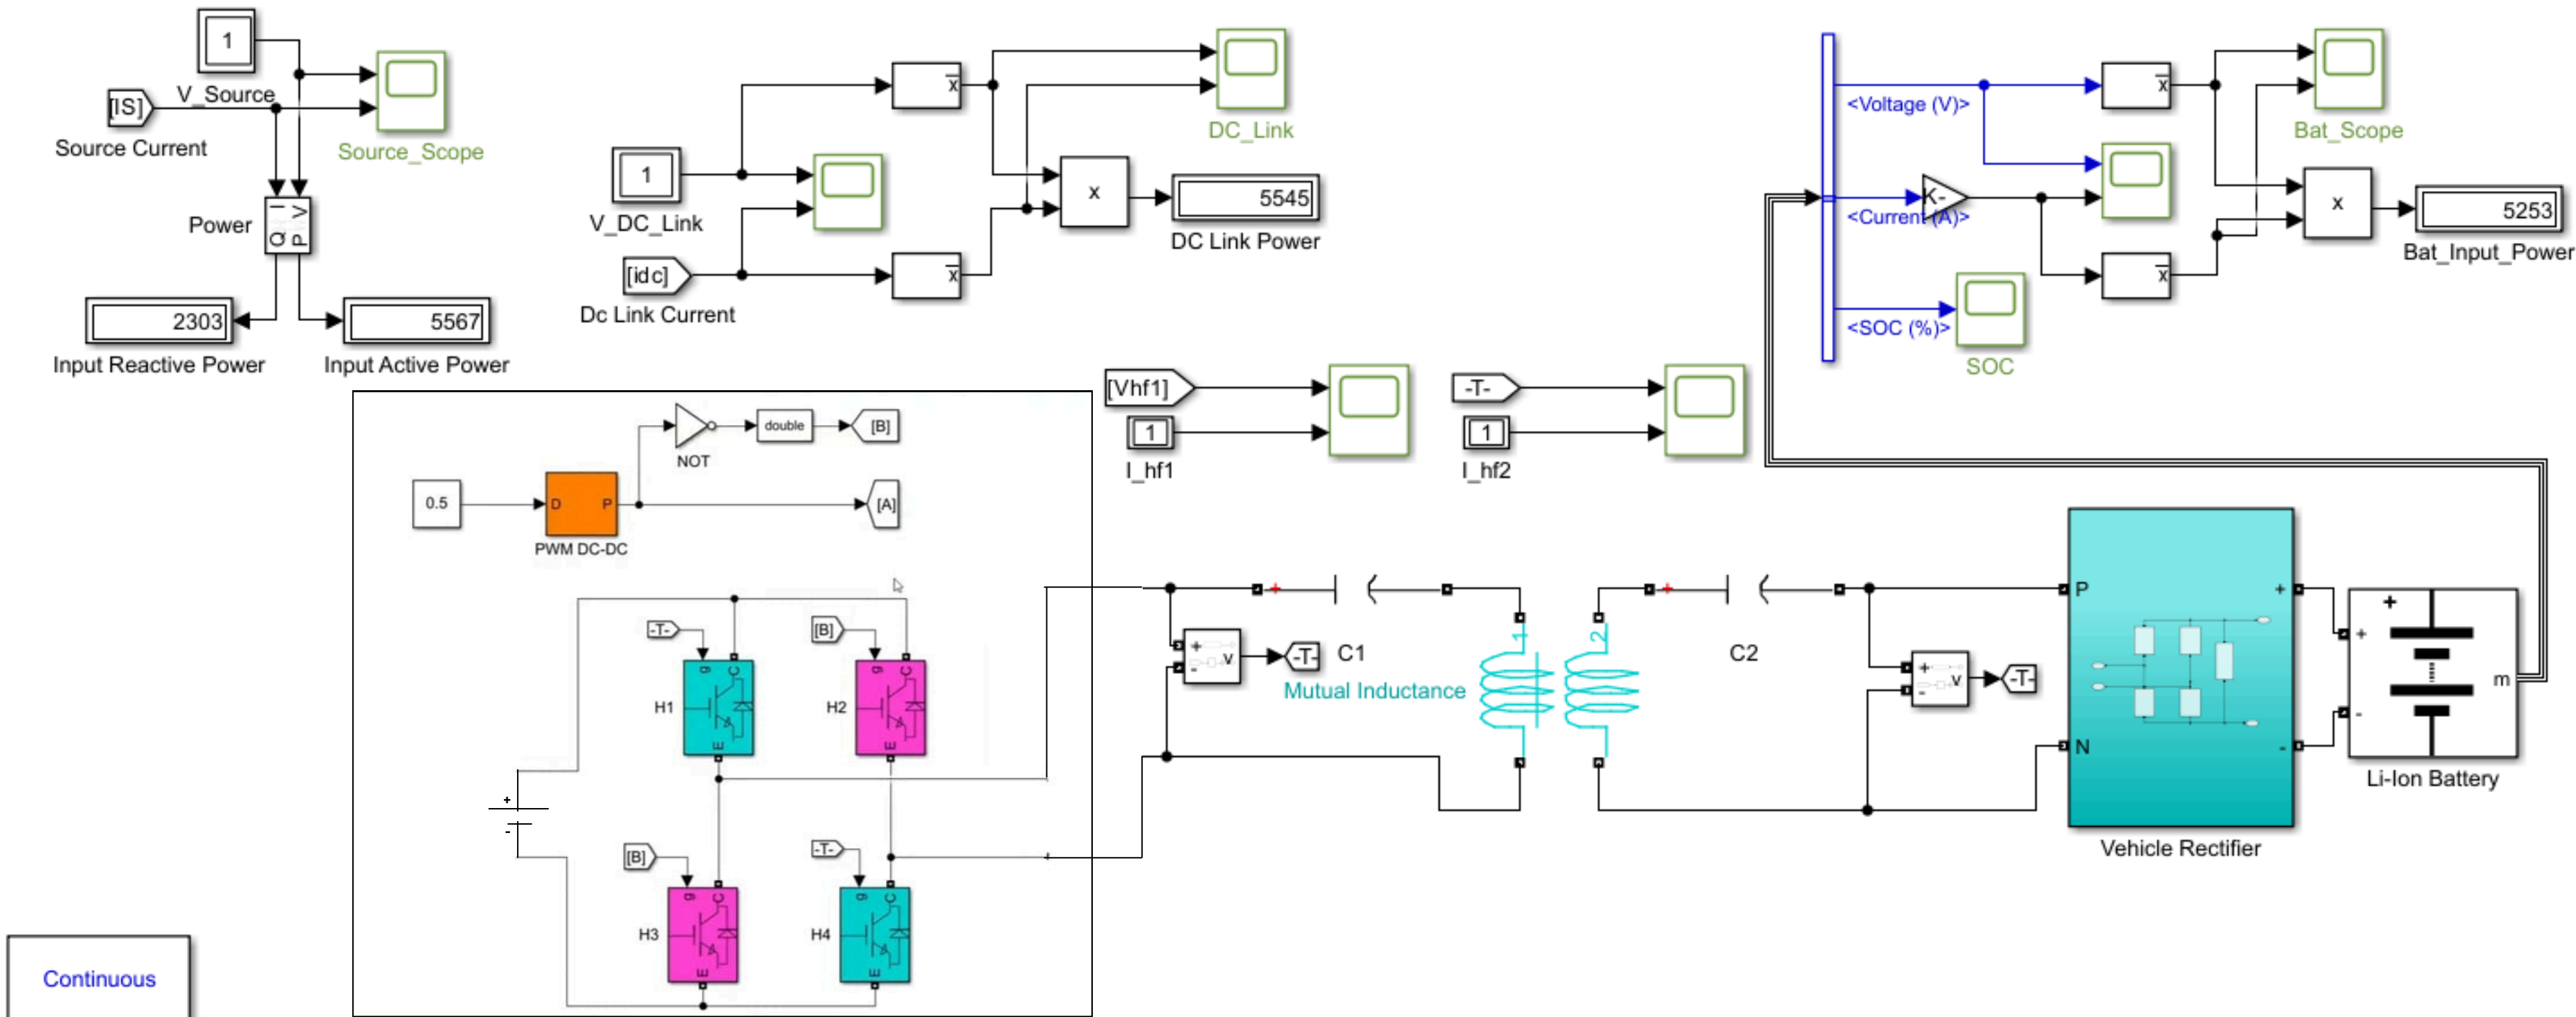 1
V_Source
[IS]
Source Current
Source_Scope
Power
I
V
Q
P
2303
Input Reactive Power
5567
Input Active Power
1
V_DC_Link
[idc]
Dc Link Current
x
x
x
DC_Link
5545
DC Link Power
<Voltage (V)>
<Current (A)>
<SOC (%)>
K-
SOC
x
x
x
Bat_Scope
5253
Bat_Input_Power
[Vhf1]
1
I_hf1
-T-
1
I_hf2
NOT
double
[B]
0.5
D
P
PWM DC-DC
[A]
-T-
g
C
E
H1
[B]
g
C
E
H2
+
-
[B]
g
C
E
H3
-T-
g
C
E
H4
+
+
-
v
-T-
C1
Mutual Inductance
1
2
+
C2
+
-
v
-T-
P
N
+
-
Vehicle Rectifier
+
+
-
m
Li-Ion Battery
Continuous